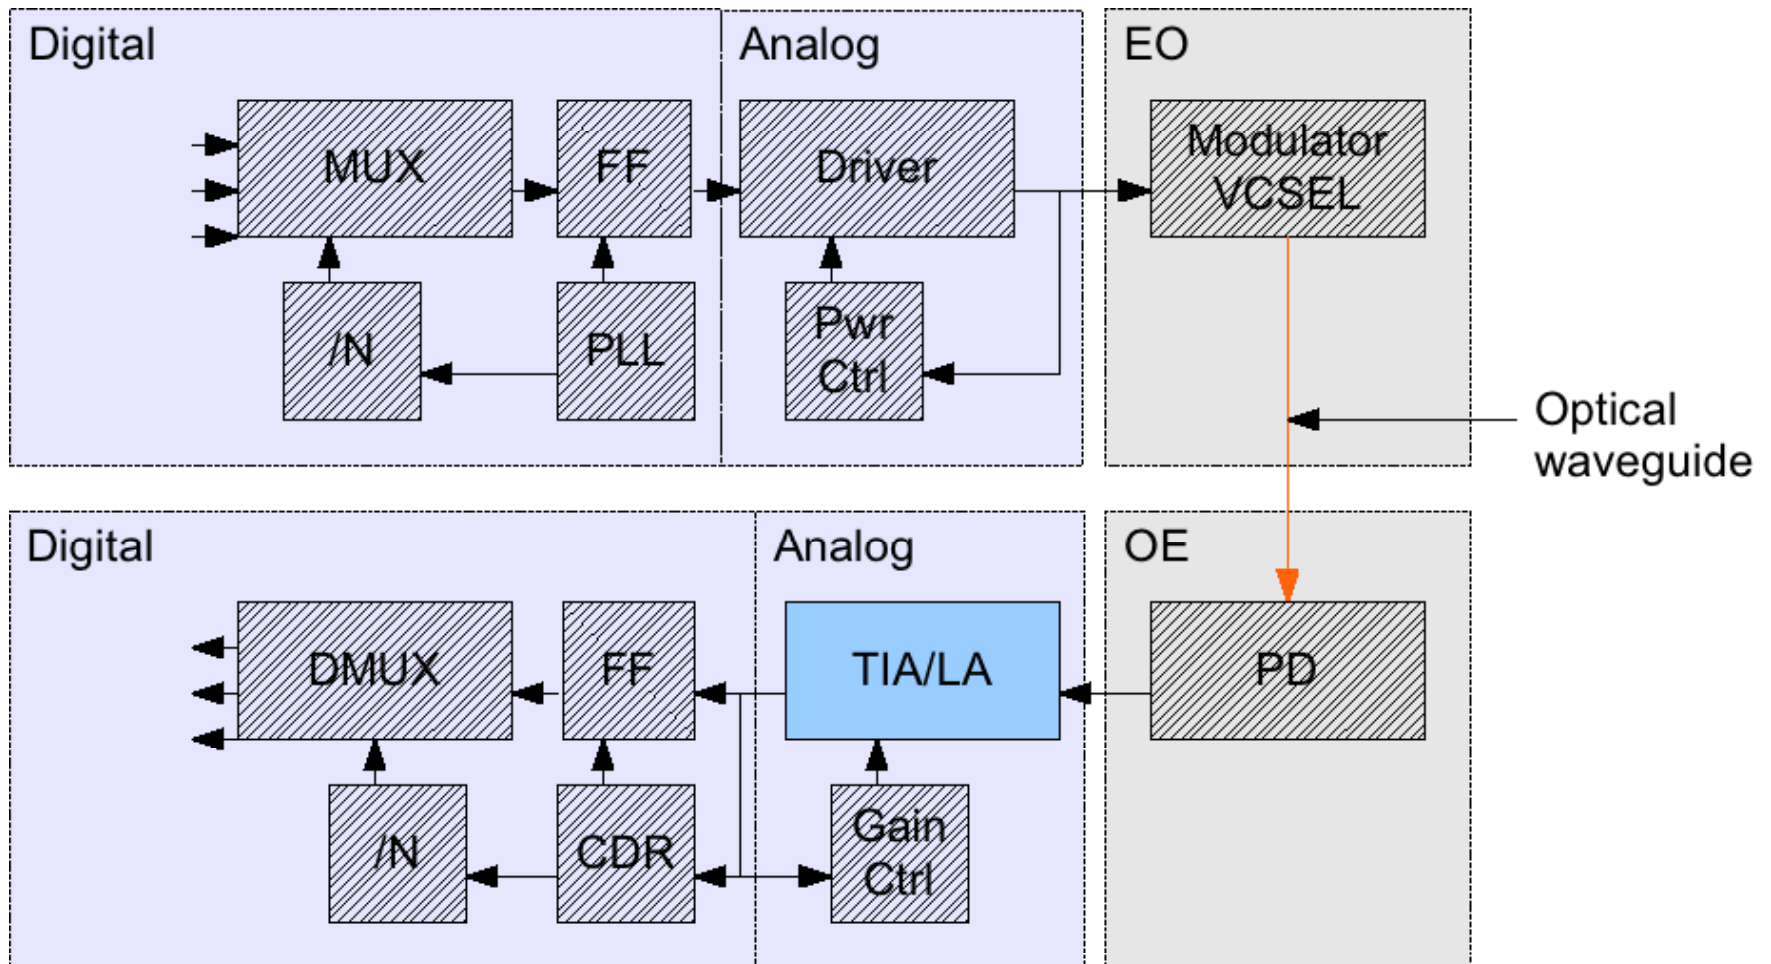 Digital
Analog
EO
MUX
FF
Driver
Modulator
VCSEL
/N
PLL
Pwr
Ctrl
Optical
waveguide
Digital
Analog
OE
DMUX
FF
TIA/LA
PD
/N
CDR
Gain
Ctrl